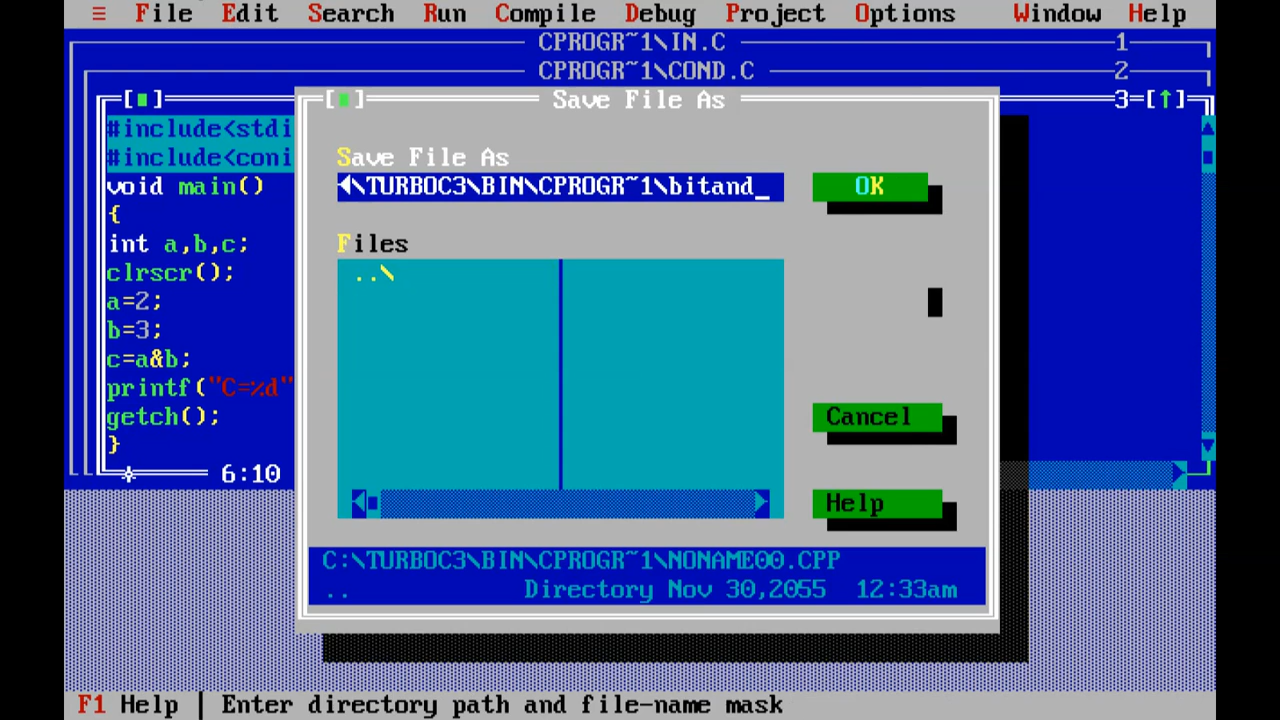 ≡ File Edit Search Run Compile Debug Project Options Window Help
CPROGR~1\IN.C 1
CPROGR~1\COND.C 2
[■] [■] Save File As 3=[↑]
#include<stdi
#include<coni
Save File As
void main()
◄\TURBOC3\BIN\CPROGR~1\bitand_
OK
{
int a,b,c;
Files
clrscr();
..\
a=2;
b=3;
c=a&b;
printf("C=%d"
getch();
Cancel
}
6:10
Help
C:\TURBOC3\BIN\CPROGR~1\NONAME00.CPP
.. Directory Nov 30,2055 12:33am
F1 Help │ Enter directory path and file-name mask